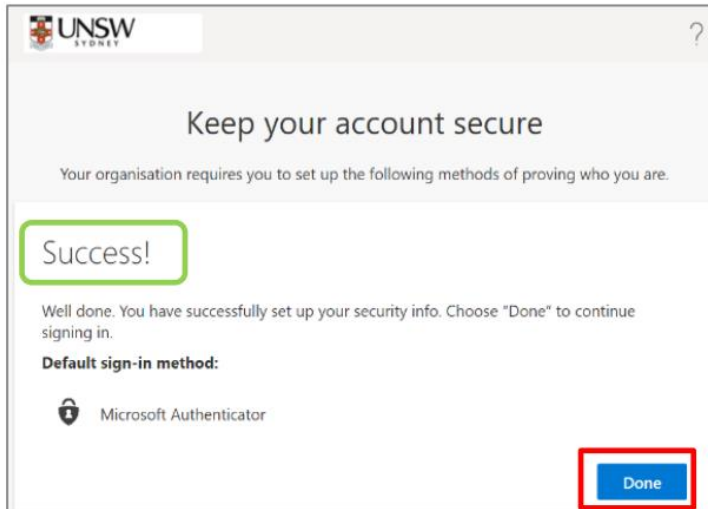 UNSW
SYDNEY
?
Keep your account secure
Your organisation requires you to set up the following methods of proving who you are.
Success!
Well done. You have successfully set up your security info. Choose "Done" to continue
signing in.
Default sign-in method:
Microsoft Authenticator
Done